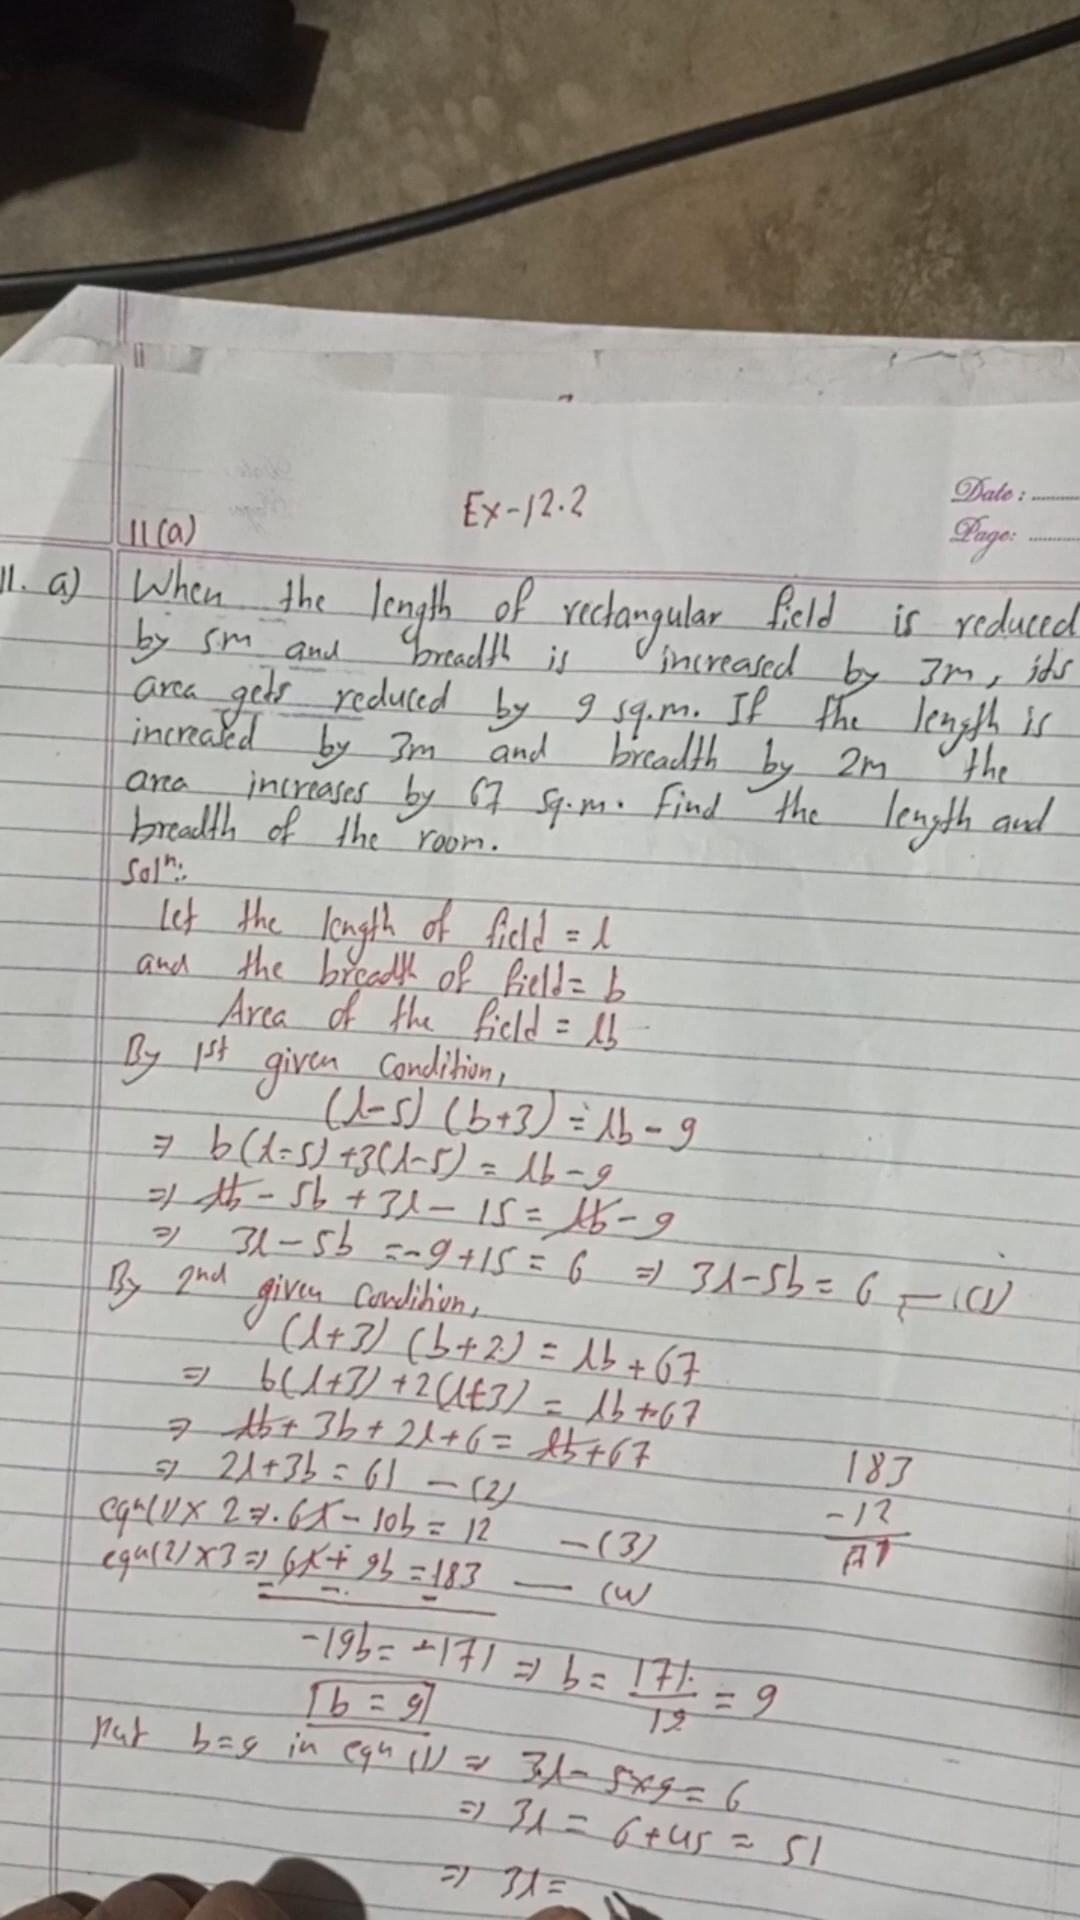 Ex-12.2
Date : ..........
Page: ..........
11(a)
11. a) When the length of rectangular field is reduced
by 5m and breadth is increased by 3m, its
area gets reduced by 9 sq.m. If the length is
increased by 3m and breadth by 2m the
area increases by 67 sq.m. Find the length and
breadth of the room.
Solⁿ:
Let the length of field = l
and the breadth of field = b
Area of the field = lb
By 1st given Condition,
(l-5) (b+3) = lb - 9
⇒ b(l-5) +3(l-5) = lb - 9
⇒ lb - 5b + 3l - 15 = lb - 9
⇒ 3l - 5b = -9 + 15 = 6 ⇒ 3l-5b = 6 —(1)
By 2nd given Condition,
(l+3) (b+2) = lb + 67
⇒ b(l+3) +2(l+3) = lb +67
⇒ lb + 3b + 2l + 6 = lb +67
⇒ 2l+3b = 61 — (2)
eqn(1)x 2 ⇒ 6l - 10b = 12 — (3)
eqn(2)x3 ⇒ 6l + 9b = 183 — (4)
183
-12
171
-19b = -171 ⇒ b = 171/19 = 9
b = 9
Put b=9 in eqn (1) ⇒ 3l - 5x9 = 6
⇒ 3l = 6+45 = 51
⇒ 3l =